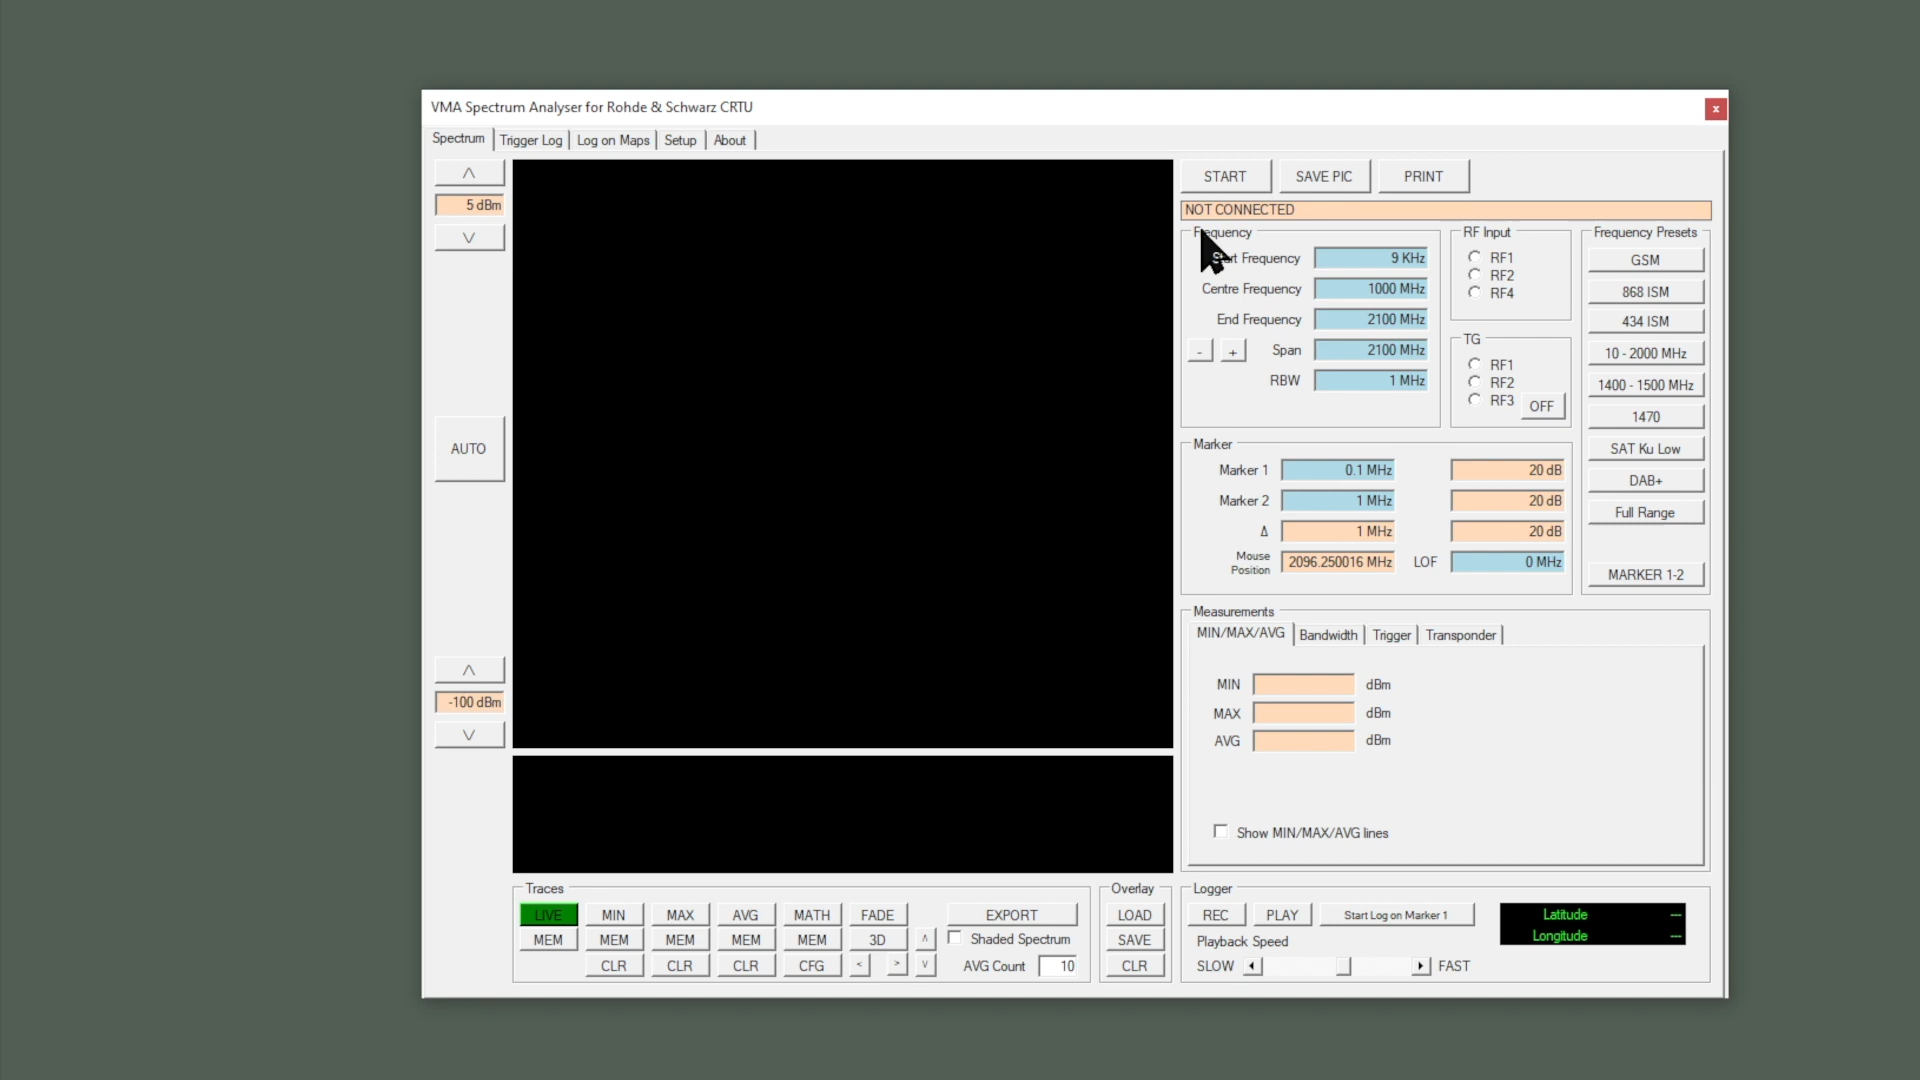 VMA Spectrum Analyser for Rohde & Schwarz CRTU
x
Spectrum Trigger Log Log on Maps Setup About
5 dBm
AUTO
-100 dBm
START SAVE PIC PRINT
NOT CONNECTED
Frequency
Frequency 9 KHz
Centre Frequency 1000 MHz
End Frequency 2100 MHz
- + Span 2100 MHz
RBW 1 MHz
RF Input
RF1
RF2
RF4
TG
RF1
RF2
RF3 OFF
Frequency Presets
GSM
868 ISM
434 ISM
10 - 2000 MHz
1400 - 1500 MHz
1470
SAT Ku Low
DAB+
Full Range
MARKER 1-2
Marker
Marker 1 0.1 MHz 20 dB
Marker 2 1 MHz 20 dB
Δ 1 MHz 20 dB
Mouse
Position 2096.250016 MHz LOF 0 MHz
Measurements
MIN/MAX/AVG Bandwidth Trigger Transponder
MIN dBm
MAX dBm
AVG dBm
Show MIN/MAX/AVG lines
Traces
LIVE MIN MAX AVG MATH FADE EXPORT
MEM MEM MEM MEM MEM 3D ^ Shaded Spectrum
CLR CLR CLR CFG < > v AVG Count 10
Overlay
LOAD
SAVE
CLR
Logger
REC PLAY Start Log on Marker 1
Playback Speed
SLOW FAST
Latitude ---
Longitude ---